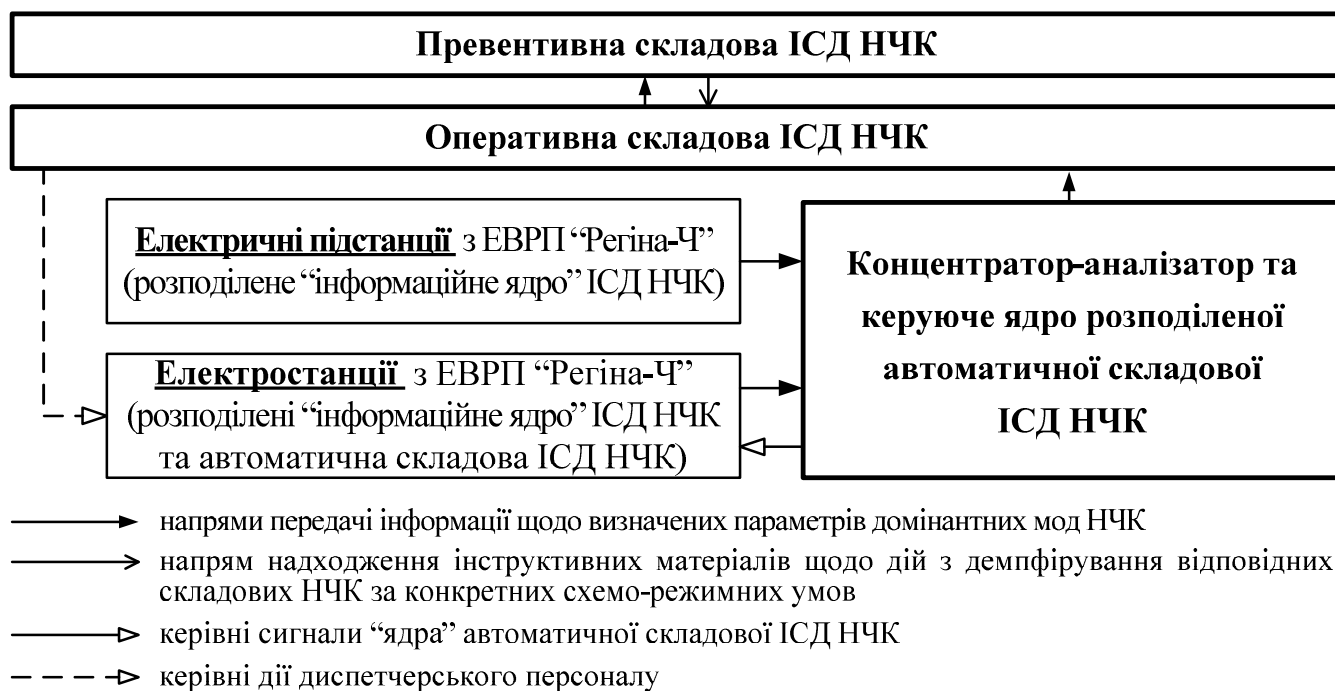 Превентивна складова ІСД НЧК
Оперативна складова ІСД НЧК
Електричні підстанції з ЕВРП “Регіна-Ч”
(розподілене “інформаційне ядро” ІСД НЧК)
Електростанції з ЕВРП “Регіна-Ч”
(розподілені “інформаційне ядро” ІСД НЧК
та автоматична складова ІСД НЧК)
Концентратор-аналізатор та
керуюче ядро розподіленої
автоматичної складової
ІСД НЧК
напрями передачі інформації щодо визначених параметрів домінантних мод НЧК
напрям надходження інструктивних матеріалів щодо дій з демпфірування відповідних
складових НЧК за конкретних схемо-режимних умов
керівні сигнали “ядра” автоматичної складової ІСД НЧК
керівні дії диспетчерського персоналу